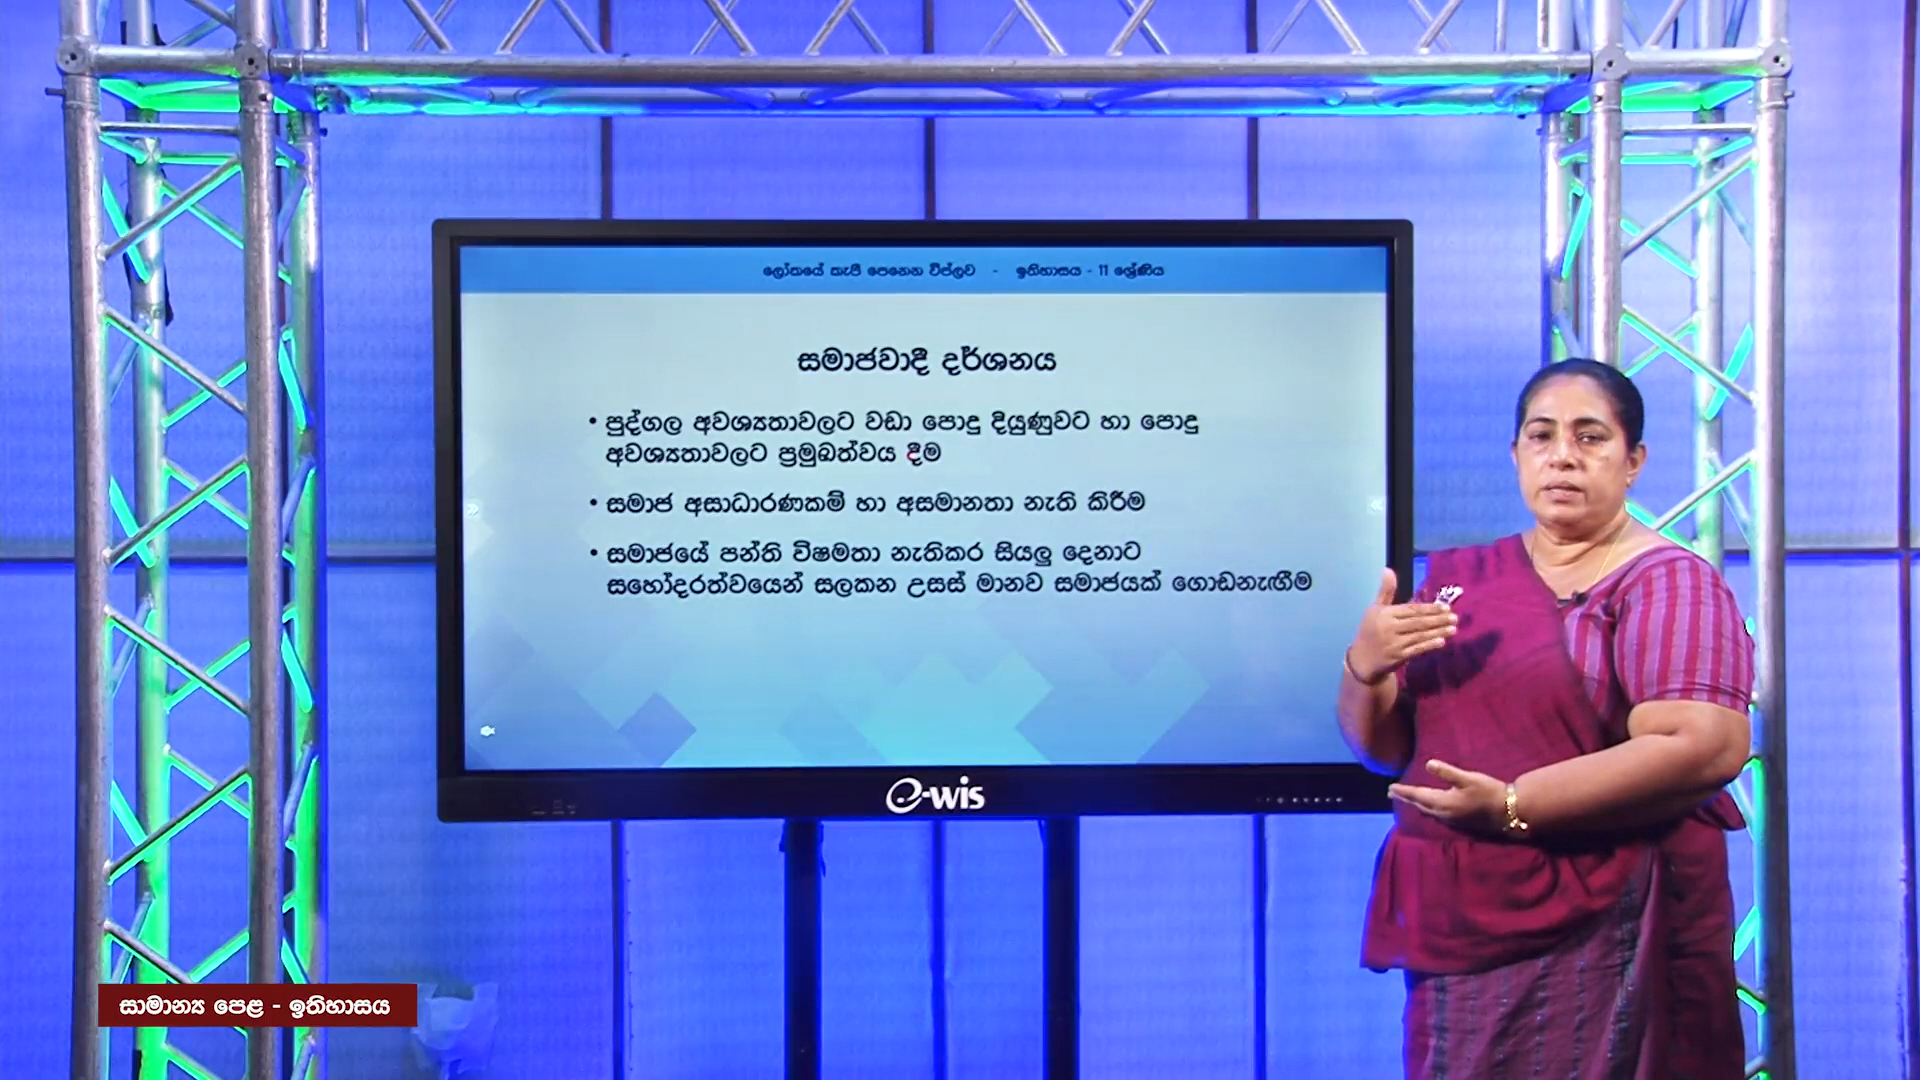 ලෝකයේ කැපී පෙනෙන විප්ලව - ඉතිහාසය - 11 ශ්‍රේණිය
සමාජවාදී දර්ශනය
• පුද්ගල අවශ්‍යතාවලට වඩා පොදු දියුණුවට හා පොදු
අවශ්‍යතාවලට ප්‍රමුඛත්වය දීම
• සමාජ අසාධාරණකම් හා අසමානතා නැති කිරීම
• සමාජයේ පන්ති විෂමතා නැතිකර සියලු දෙනාට
සහෝදරත්වයෙන් සලකන උසස් මානව සමාජයක් ගොඩනැඟීම
e-wis
සාමාන්‍ය පෙළ - ඉතිහාසය